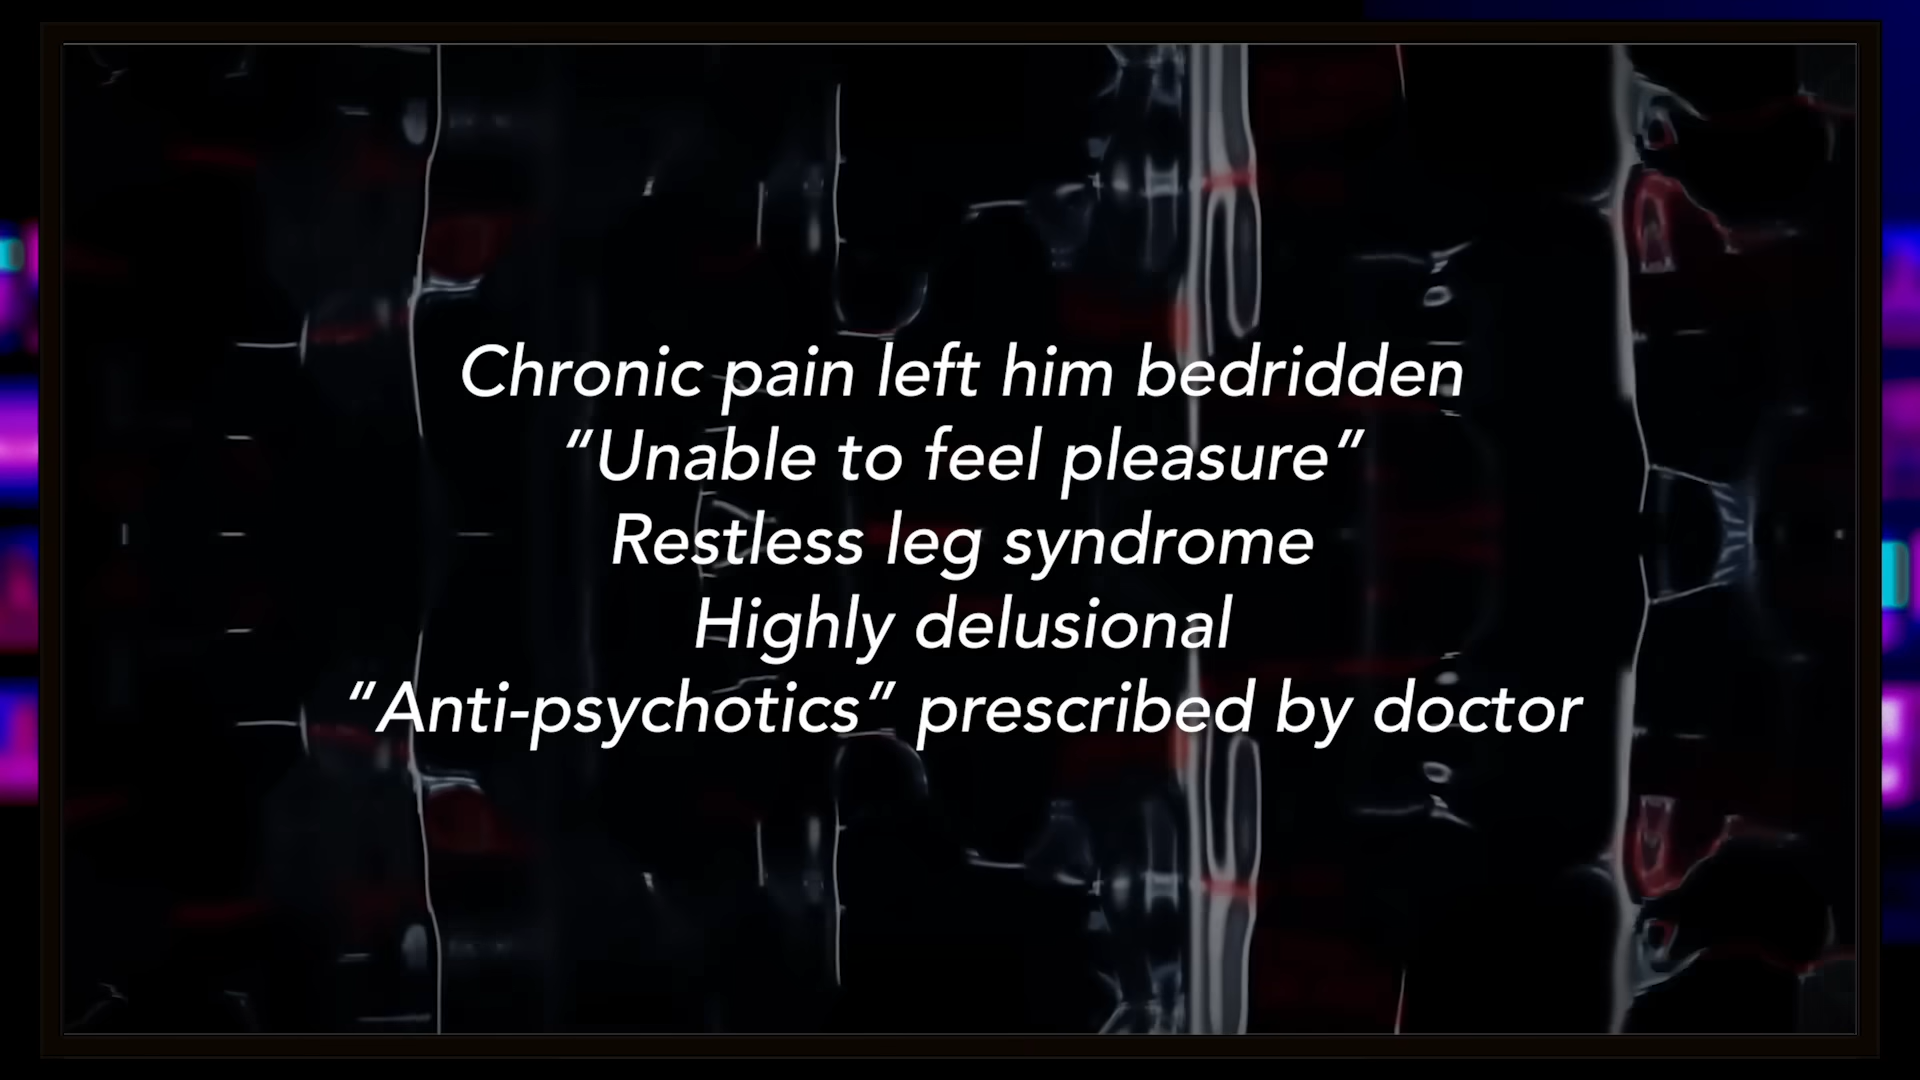 Chronic pain left him bedridden
“Unable to feel pleasure”
Restless leg syndrome
Highly delusional
“Anti-psychotics” prescribed by doctor